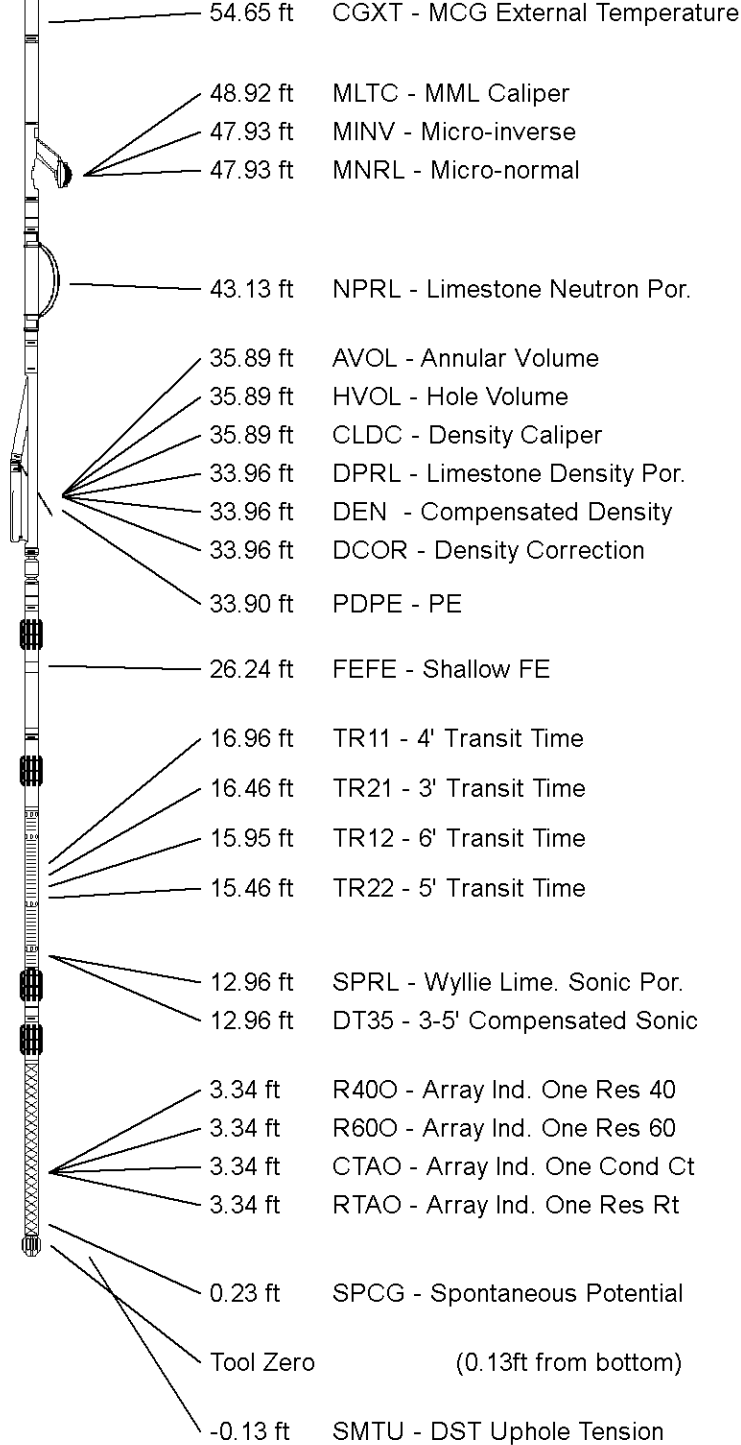 54.65 ft CGXT - MCG External Temperature
48.92 ft MLTC - MML Caliper
47.93 ft MINV - Micro-inverse
47.93 ft MNRL - Micro-normal
43.13 ft NPRL - Limestone Neutron Por.
35.89 ft AVOL - Annular Volume
35.89 ft HVOL - Hole Volume
35.89 ft CLDC - Density Caliper
33.96 ft DPRL - Limestone Density Por.
33.96 ft DEN - Compensated Density
33.96 ft DCOR - Density Correction
33.90 ft PDPE - PE
26.24 ft FEFE - Shallow FE
16.96 ft TR11 - 4' Transit Time
16.46 ft TR21 - 3' Transit Time
15.95 ft TR12 - 6' Transit Time
15.46 ft TR22 - 5' Transit Time
12.96 ft SPRL - Wyllie Lime. Sonic Por.
12.96 ft DT35 - 3-5' Compensated Sonic
3.34 ft R40O - Array Ind. One Res 40
3.34 ft R60O - Array Ind. One Res 60
3.34 ft CTAO - Array Ind. One Cond Ct
3.34 ft RTAO - Array Ind. One Res Rt
0.23 ft SPCG - Spontaneous Potential
Tool Zero (0.13ft from bottom)
-0.13 ft SMTU - DST Uphole Tension